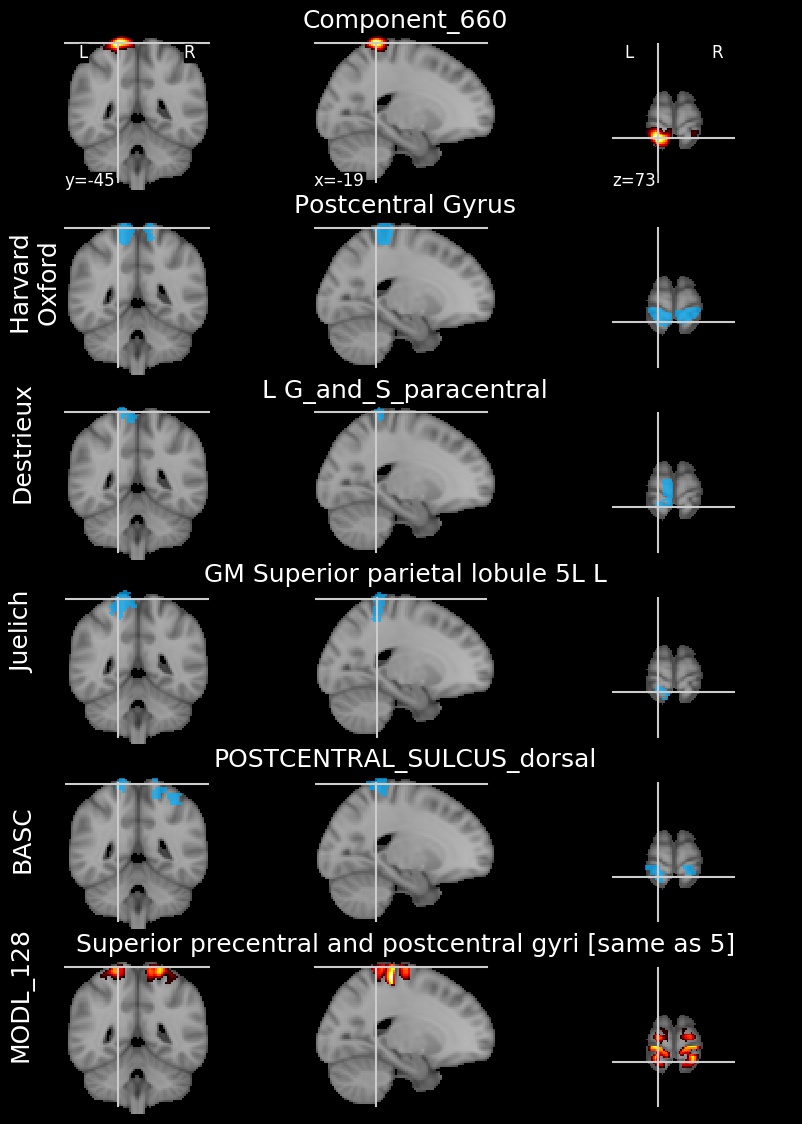 Component_660
L R
L R
y=-45
x=-19
z=73
Postcentral Gyrus
Harvard
Oxford
L G_and_S_paracentral
Destrieux
GM Superior parietal lobule 5L L
Juelich
POSTCENTRAL_SULCUS_dorsal
BASC
Superior precentral and postcentral gyri [same as 5]
MODL_128